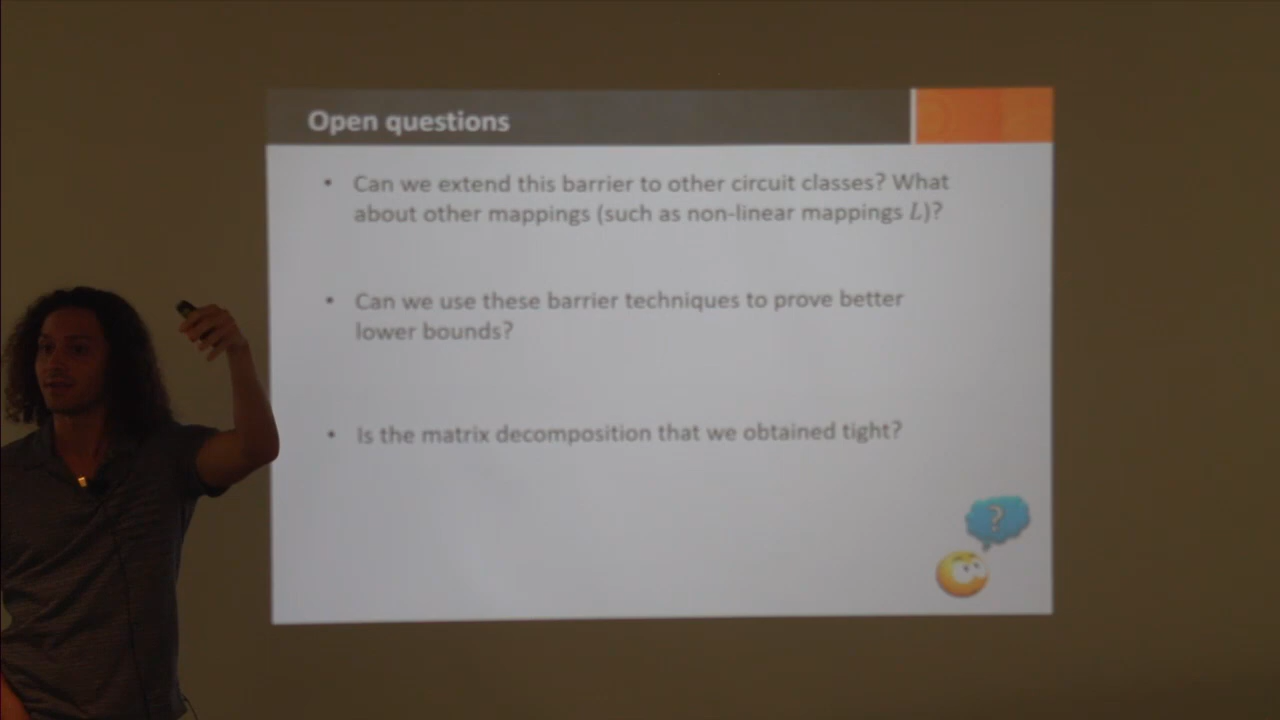 Open questions
• Can we extend this barrier to other circuit classes? What
about other mappings (such as non-linear mappings L)?
• Can we use these barrier techniques to prove better
lower bounds?
• Is the matrix decomposition that we obtained tight?
?